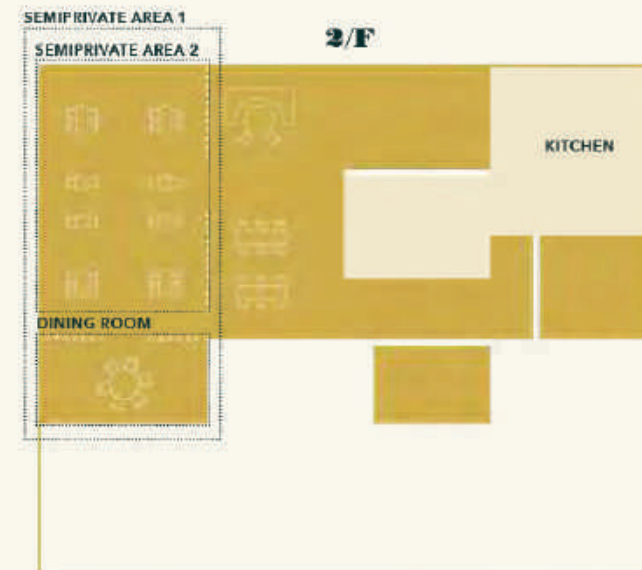 SEMIPRIVATE AREA 1
2/F
SEMIPRIVATE AREA 2
KITCHEN
DINING ROOM